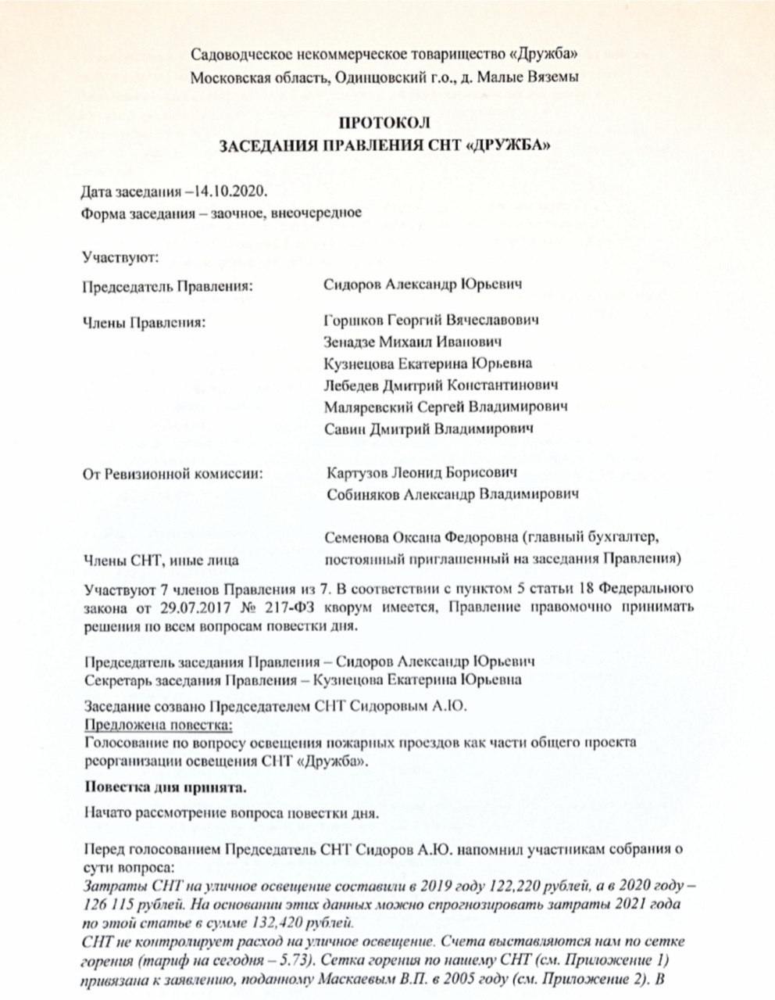 Садоводческое некоммерческое товарищество «Дружба»
Московская область, Одинцовский г.о., д. Малые Вяземы
ПРОТОКОЛ
ЗАСЕДАНИЯ ПРАВЛЕНИЯ СНТ «ДРУЖБА»
Дата заседания –14.10.2020.
Форма заседания – заочное, внеочередное
Участвуют:
Председатель Правления: Сидоров Александр Юрьевич
Члены Правления: Горшков Георгий Вячеславович
Зенадзе Михаил Иванович
Кузнецова Екатерина Юрьевна
Лебедев Дмитрий Константинович
Маляревский Сергей Владимирович
Савин Дмитрий Владимирович
От Ревизионной комиссии: Картузов Леонид Борисович
Собиняков Александр Владимирович
Семенова Оксана Федоровна (главный бухгалтер,
Члены СНТ, иные лица постоянный приглашенный на заседания Правления)
Участвуют 7 членов Правления из 7. В соответствии с пунктом 5 статьи 18 Федерального
закона от 29.07.2017 № 217-ФЗ кворум имеется, Правление правомочно принимать
решения по всем вопросам повестки дня.
Председатель заседания Правления – Сидоров Александр Юрьевич
Секретарь заседания Правления – Кузнецова Екатерина Юрьевна
Заседание созвано Председателем СНТ Сидоровым А.Ю.
Предложена повестка:
Голосование по вопросу освещения пожарных проездов как части общего проекта
реорганизации освещения СНТ «Дружба».
Повестка дня принята.
Начато рассмотрение вопроса повестки дня.
Перед голосованием Председатель СНТ Сидоров А.Ю. напомнил участникам собрания о
сути вопроса:
Затраты СНТ на уличное освещение составили в 2019 году 122,220 рублей, а в 2020 году –
126 115 рублей. На основании этих данных можно спрогнозировать затраты 2021 года
по этой статье в сумме 132,420 рублей.
СНТ не контролирует расход на уличное освещение. Счета выставляются нам по сетке
горения (тариф на сегодня – 5.73). Сетка горения по нашему СНТ (см. Приложение 1)
привязана к заявлению, поданному Маскаевым В.П. в 2005 году (см. Приложение 2). В